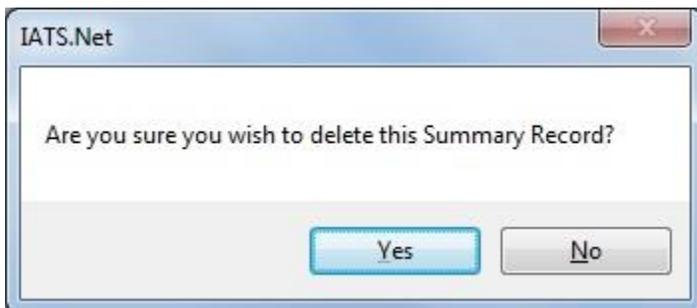 IATS.Net
Are you sure you wish to delete this Summary Record?
Yes No